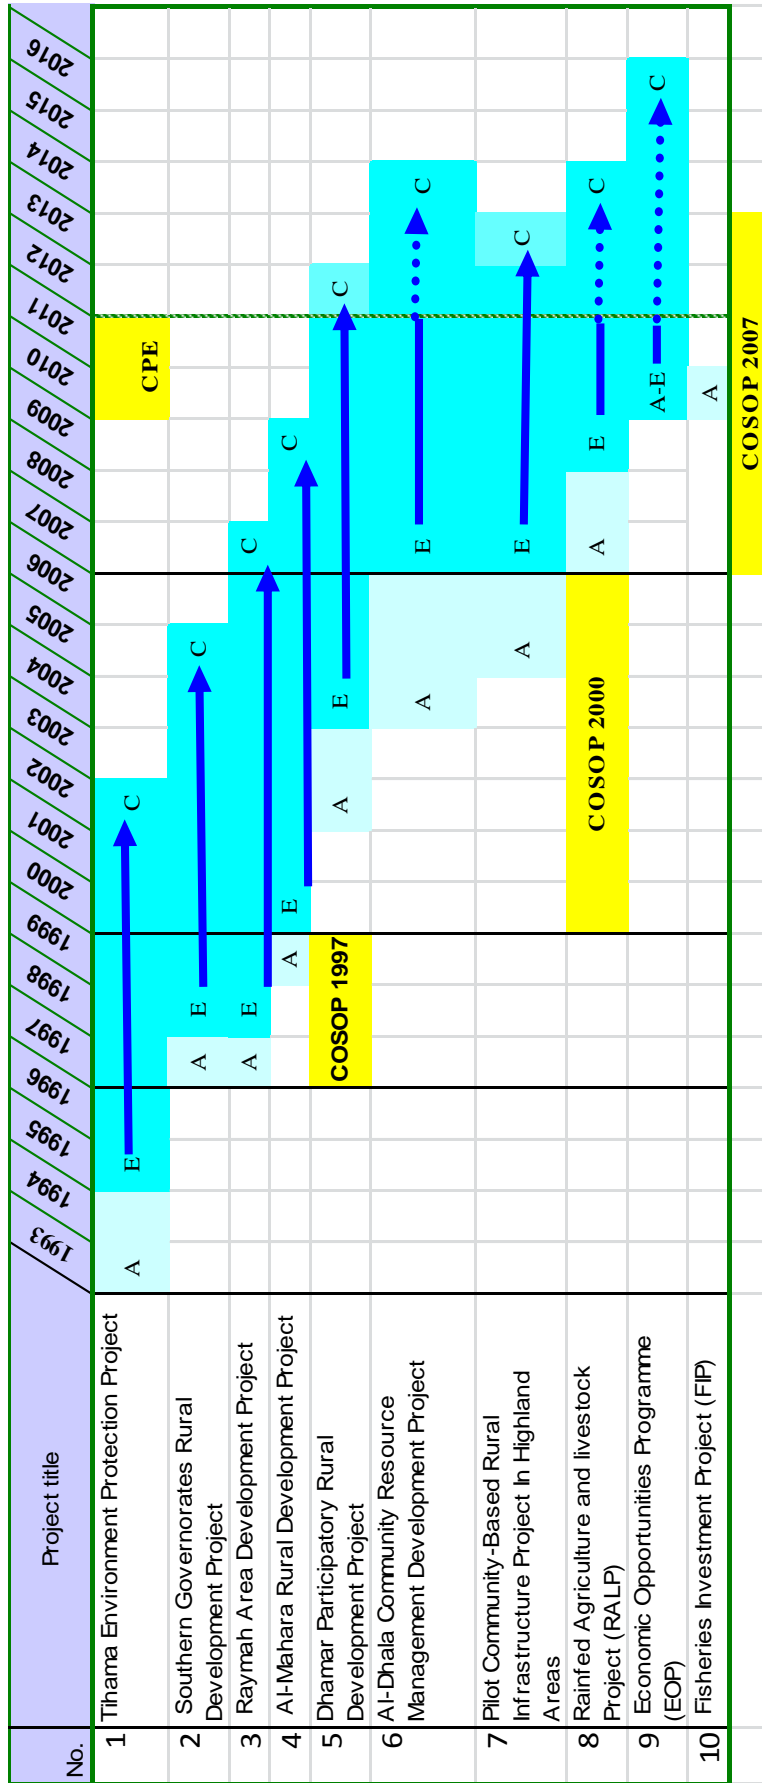 No.
Project title
1993
1994
1995
1996
1997
1998
1999
2000
2001
2002
2003
2004
2005
2006
2007
2008
2009
2010
2011
2012
2013
2014
2015
2016
1
Tihama Environment Protection Project
A
E
C
CPE
2
Southern Governorates Rural
Development Project
A
E
C
3
Raymah Area Development Project
A
E
C
4
Al-Mahara Rural Development Project
A
E
C
5
Dhamar Participatory Rural
Development Project
COSOP 1997
A
E
C
6
Al-Dhala Community Resource
Management Development Project
A
E
C
7
Pilot Community-Based Rural
Infrastructure Project In Highland
Areas
A
E
C
8
Rainfed Agriculture and livestock
Project (RALP)
COSOP 2000
A
E
C
9
Economic Opportunities Programme
(EOP)
A-E
C
10
Fisheries Investment Project (FIP)
A
COSOP 2007